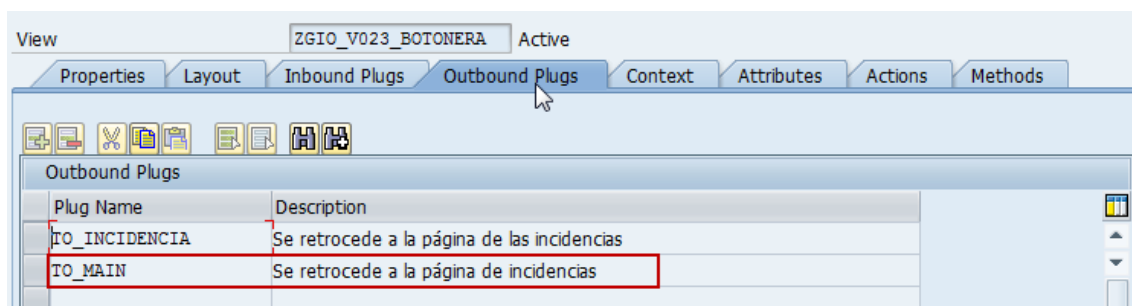 View ZGIO_V023_BOTONERA Active
Properties Layout Inbound Plugs Outbound Plugs Context Attributes Actions Methods
Outbound Plugs
Plug Name Description
TO_INCIDENCIA Se retrocede a la página de las incidencias
TO_MAIN Se retrocede a la página de incidencias